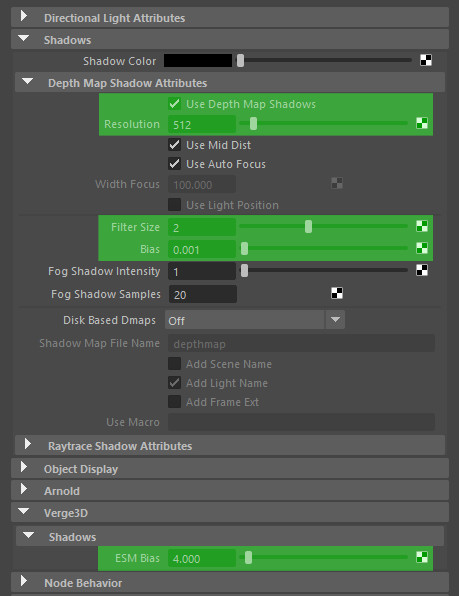 Directional Light Attributes
Shadows
Shadow Color
Depth Map Shadow Attributes
Use Depth Map Shadows
Resolution 512
Use Mid Dist
Use Auto Focus
Width Focus 100.000
Use Light Position
Filter Size 2
Bias 0.001
Fog Shadow Intensity 1
Fog Shadow Samples 20
Disk Based Dmaps Off
Shadow Map File Name depthmap
Add Scene Name
Add Light Name
Add Frame Ext
Use Macro
Raytrace Shadow Attributes
Object Display
Arnold
Verge3D
Shadows
ESM Bias 4.000
Node Behavior